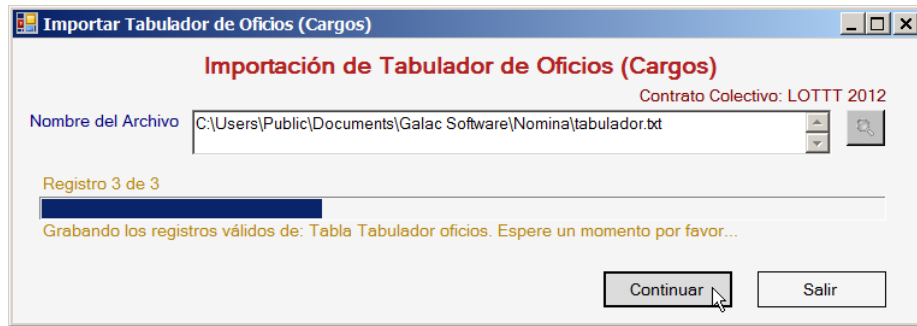 Importar Tabulador de Oficios (Cargos)
Importación de Tabulador de Oficios (Cargos)
Contrato Colectivo: LOTTT 2012
Nombre del Archivo C:\Users\Public\Documents\Galac Software\Nomina\tabulador.txt
Registro 3 de 3
Grabando los registros válidos de: Tabla Tabulador oficios. Espere un momento por favor...
Continuar Salir